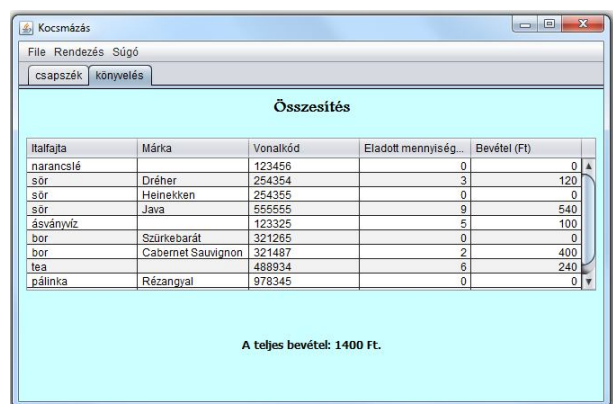 Kocsmázás
File Rendezés Súgó
csapszék könyvelés
Összesítés
Italfajta Márka Vonalkód Eladott mennyiség... Bevétel (Ft)
narancslé 123456 0 0
sör Dréher 254354 3 120
sör Heinekken 254355 0 0
sör Java 555555 9 540
ásványvíz 123325 5 100
bor Szürkebarát 321265 0 0
bor Cabernet Sauvignon 321487 2 400
tea 488934 6 240
pálinka Rézangyal 978345 0 0
A teljes bevétel: 1400 Ft.